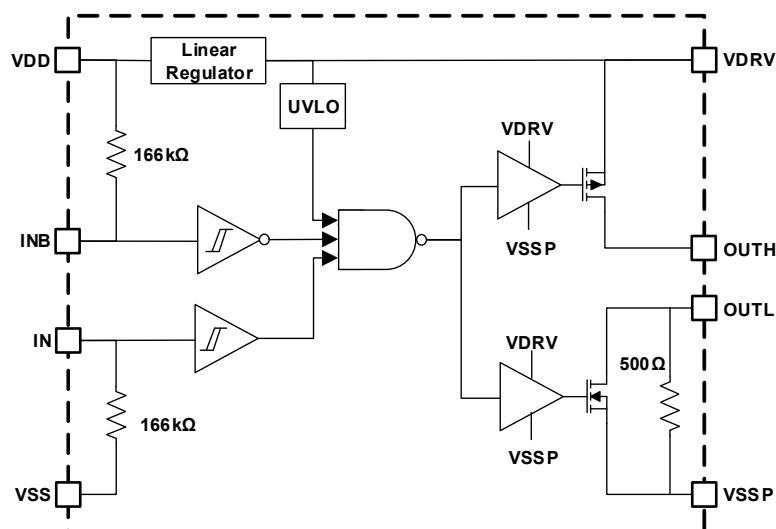 VDD
Linear
Regulator
VDRV
UVLO
166kΩ
VDRV
INB
VSSP
OUTH
IN
OUTL
VDRV
500Ω
166kΩ
VSSP
VSS
VSSP